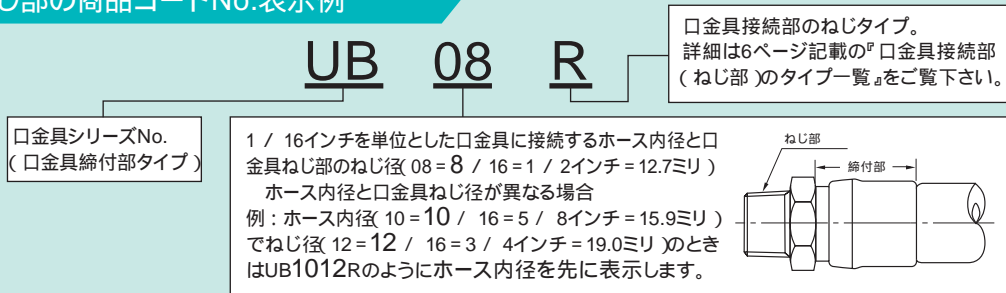 じ部の商品コードNo.表示例
UB 08 R
口金具接続部のねじタイプ。
詳細は6ページ記載の『口金具接続部
(ねじ部)のタイプ一覧』をご覧下さい。
口金具シリーズNo.
(口金具締付部タイプ)
1 / 16インチを単位とした口金具に接続するホース内径と口
金具ねじ部のねじ径(08=8 / 16=1 / 2インチ=12.7ミリ)
ホース内径と口金具ねじ径が異なる場合
例:ホース内径(10=10 / 16=5 / 8インチ=15.9ミリ)
でねじ径(12=12 / 16=3 / 4インチ=19.0ミリ)のとき
はUB1012Rのようにホース内径を先に表示します。
ねじ部
締付部